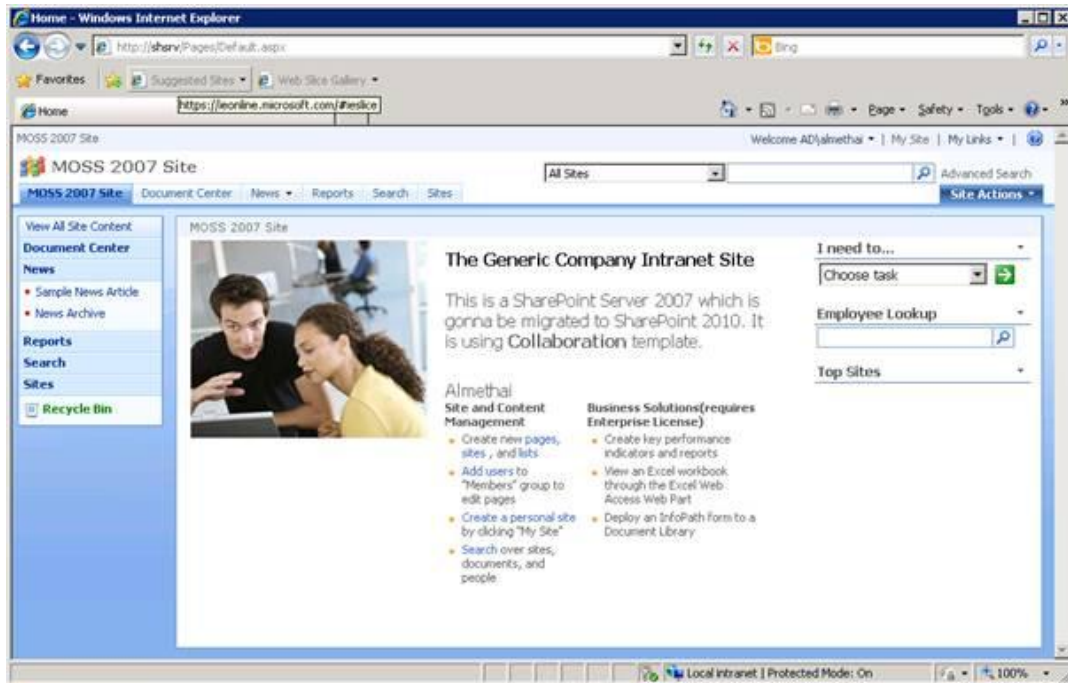 Home - Windows Internet Explorer
http://shsrv/Pages/Default.aspx
Bing
Favorites Suggested Sites Web Slice Gallery
Home
https://ieonline.microsoft.com/#ieslice
Page Safety Tools
MOSS 2007 Site
Welcome AD\almethai | My Site | My Links |
MOSS 2007 Site
All Sites
Advanced Search
MOSS 2007 Site Document Center News Reports Search Sites
Site Actions
View All Site Content
Document Center
News
Sample News Article
News Archive
Reports
Search
Sites
Recycle Bin
MOSS 2007 Site
The Generic Company Intranet Site
This is a SharePoint Server 2007 which is
gonna be migrated to SharePoint 2010. It
is using Collaboration template.
Almethai
Site and Content
Management
Create new pages,
sites , and lists
Add users to
"Members" group to
edit pages
Create a personal site
by clicking "My Site"
Search over sites,
documents, and
people
Business Solutions(requires
Enterprise License)
Create key performance
indicators and reports
View an Excel workbook
through the Excel Web
Access Web Part
Deploy an InfoPath form to a
Document Library
I need to...
Choose task
Employee Lookup
Top Sites
Local intranet | Protected Mode: On
100%